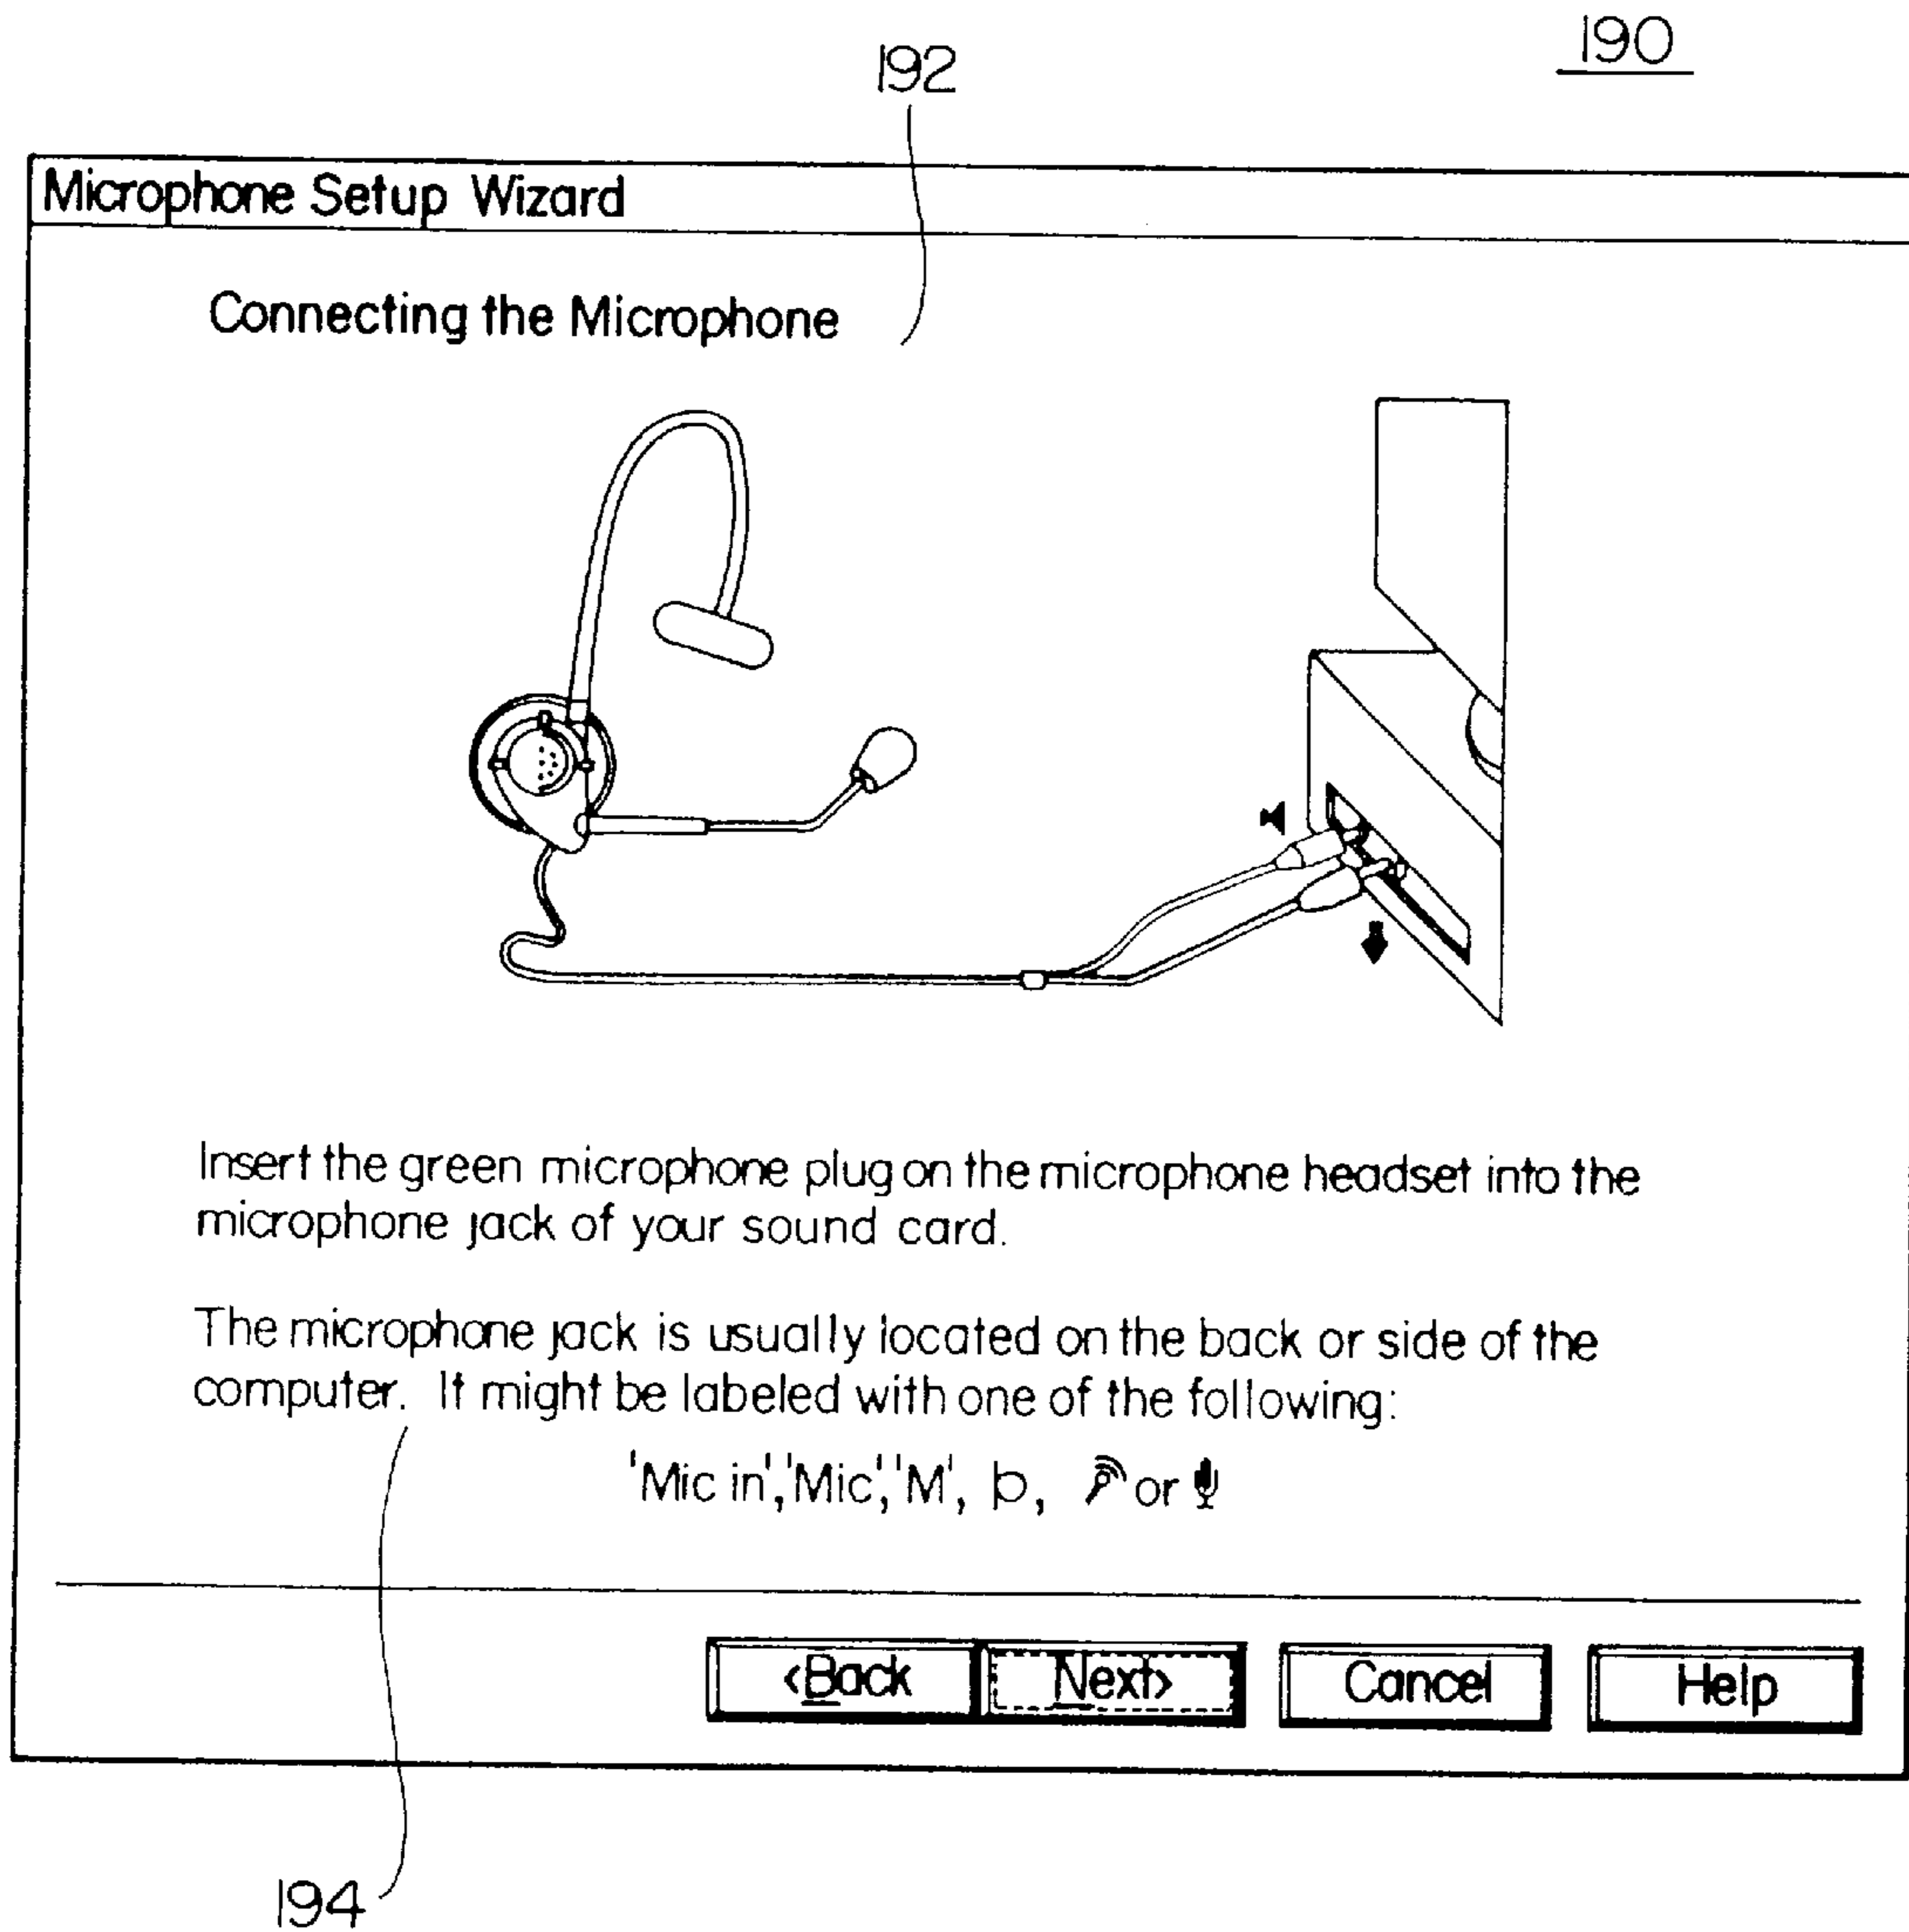 190
192
Microphone Setup Wizard
Connecting the Microphone
Insert the green microphone plug on the microphone headset into the
microphone jack of your sound card.
The microphone jack is usually located on the back or side of the
computer. It might be labeled with one of the following:
'Mic in', 'Mic', 'M', or
<Back Next> Cancel Help
194